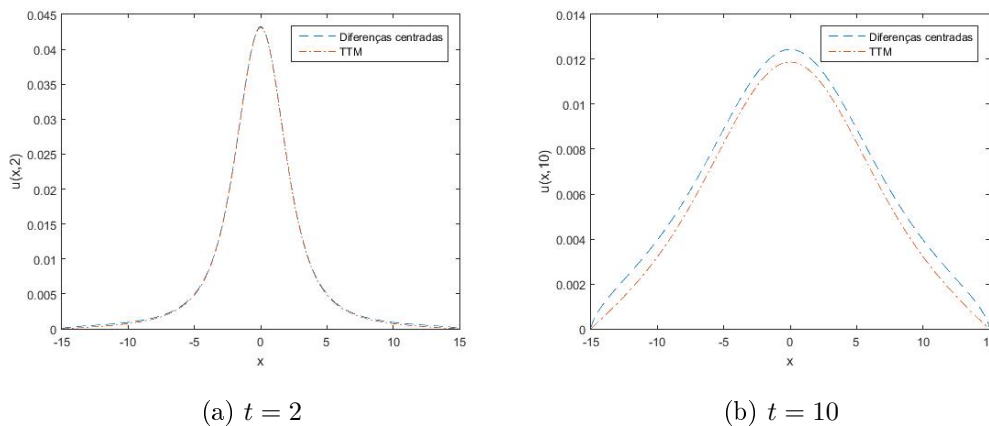 0.045
0.04
0.035
0.03
0.025
0.02
0.015
0.01
0.005
0
-15 -10 -5 0 5 10 15
x
u(x,2)
Diferenças centradas
TTM
(a) t = 2
0.014
0.012
0.01
0.008
0.006
0.004
0.002
0
-15 -10 -5 0 5 10 15
x
u(x,10)
Diferenças centradas
TTM
(b) t = 10